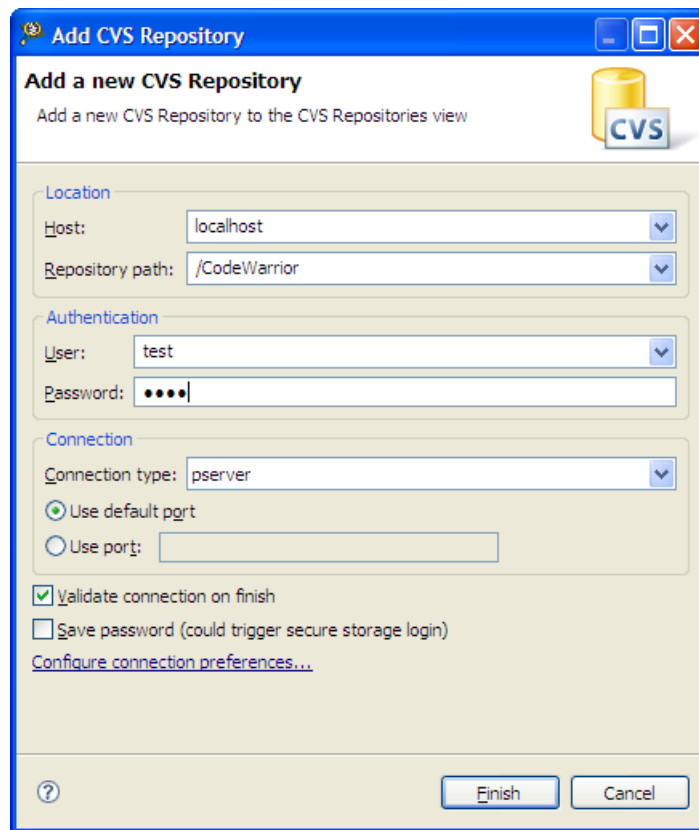 Add CVS Repository
Add a new CVS Repository
Add a new CVS Repository to the CVS Repositories view
CVS
Location
Host: localhost
Repository path: /CodeWarrior
Authentication
User: test
Password: ●●●●
Connection
Connection type: pserver
Use default port
Use port:
Validate connection on finish
Save password (could trigger secure storage login)
Configure connection preferences...
?
Finish Cancel